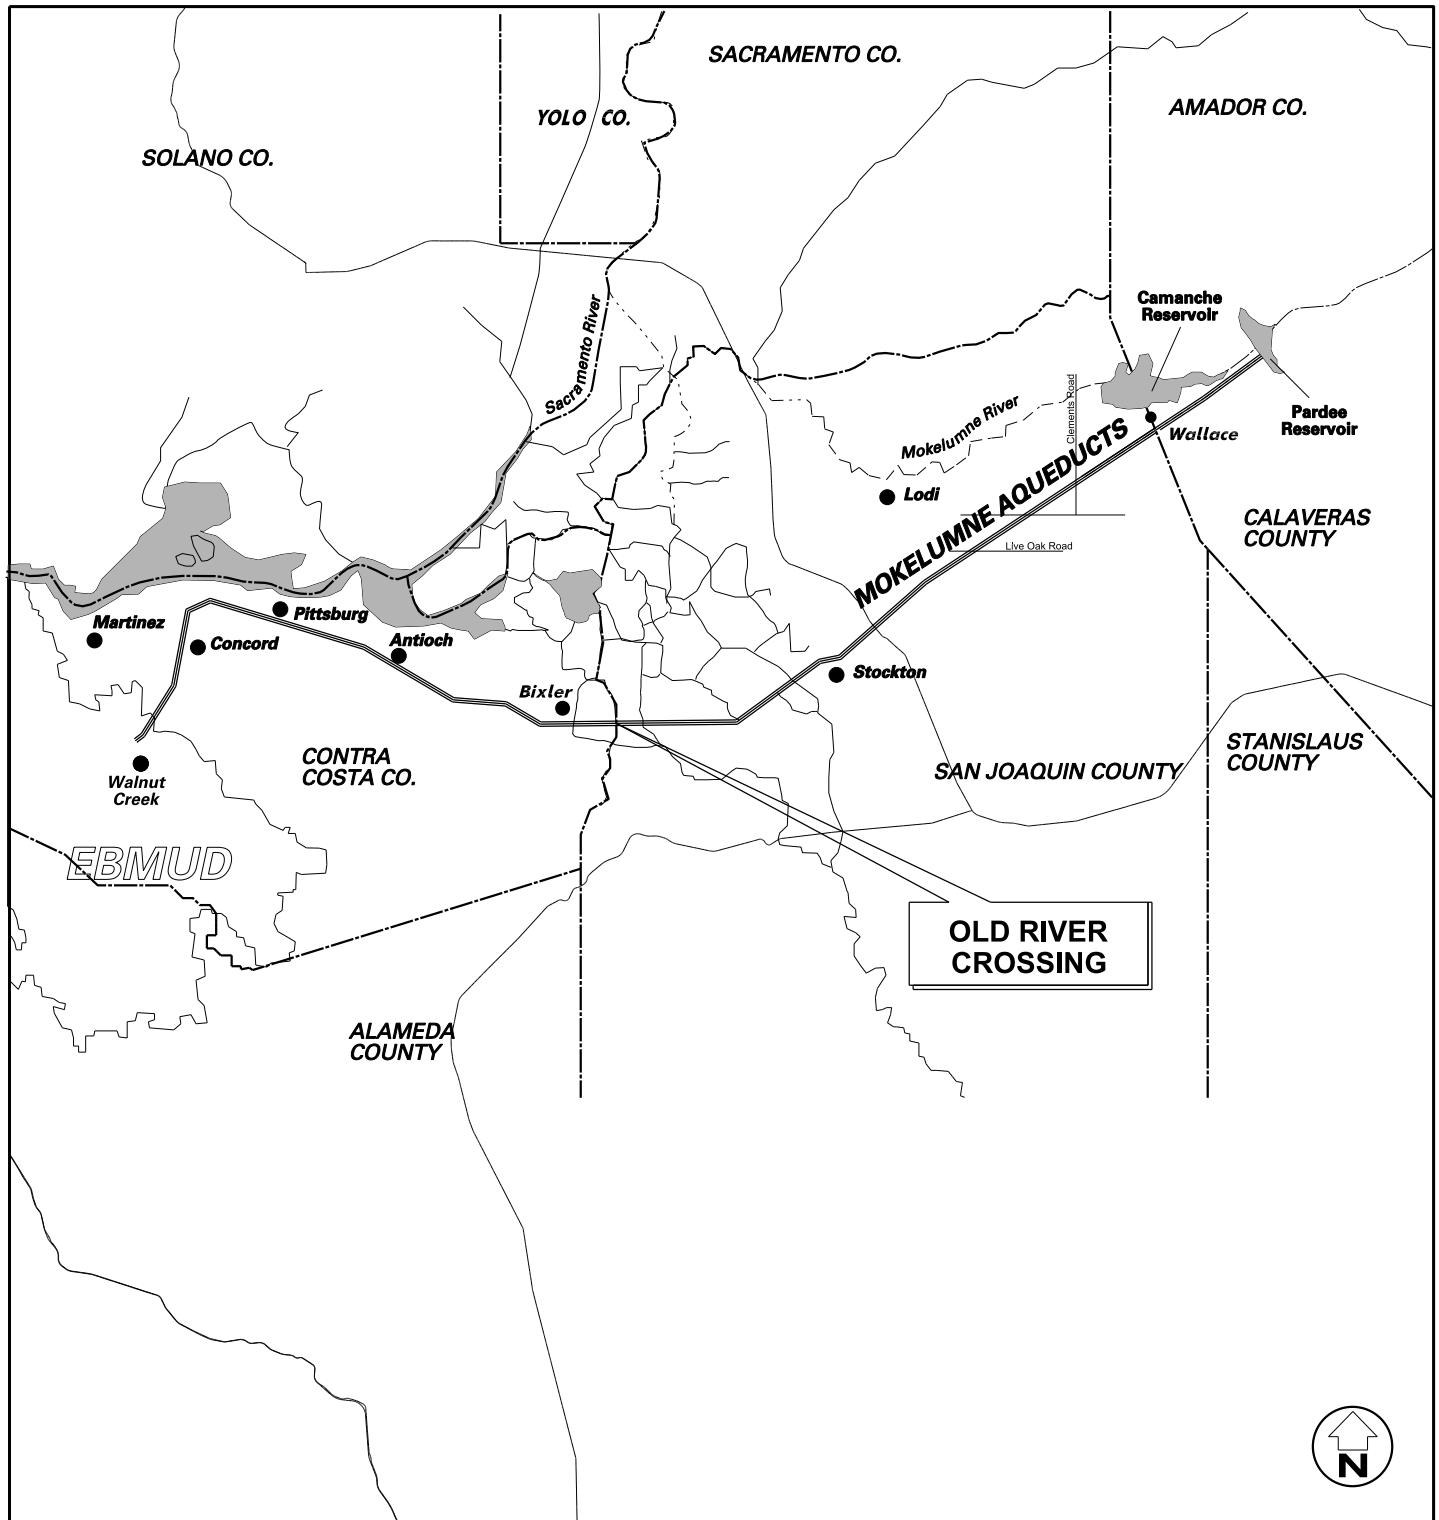 SACRAMENTO CO.
YOLO CO.
AMADOR CO.
SOLANO CO.
Sacramento River
Camanche
Reservoir
Pardee
Reservoir
Clements Road
Mokelumne River
Wallace
MOKELUMNE AQUEDUCTS
Lodi
CALAVERAS
COUNTY
Live Oak Road
Martinez
Pittsburg
Concord
Antioch
Stockton
Bixler
CONTRA
COSTA CO.
Walnut
Creek
SAN JOAQUIN COUNTY
STANISLAUS
COUNTY
EBMUD
OLD RIVER
CROSSING
ALAMEDA
COUNTY
N